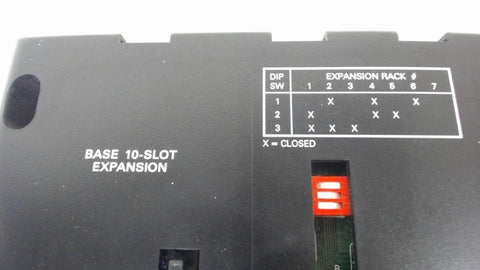 DIP SW EXPANSION RACK #
1 2 3 4 5 6 7
1 X X X
2 X X X
3 X X X
X = CLOSED
BASE 10-SLOT
EXPANSION